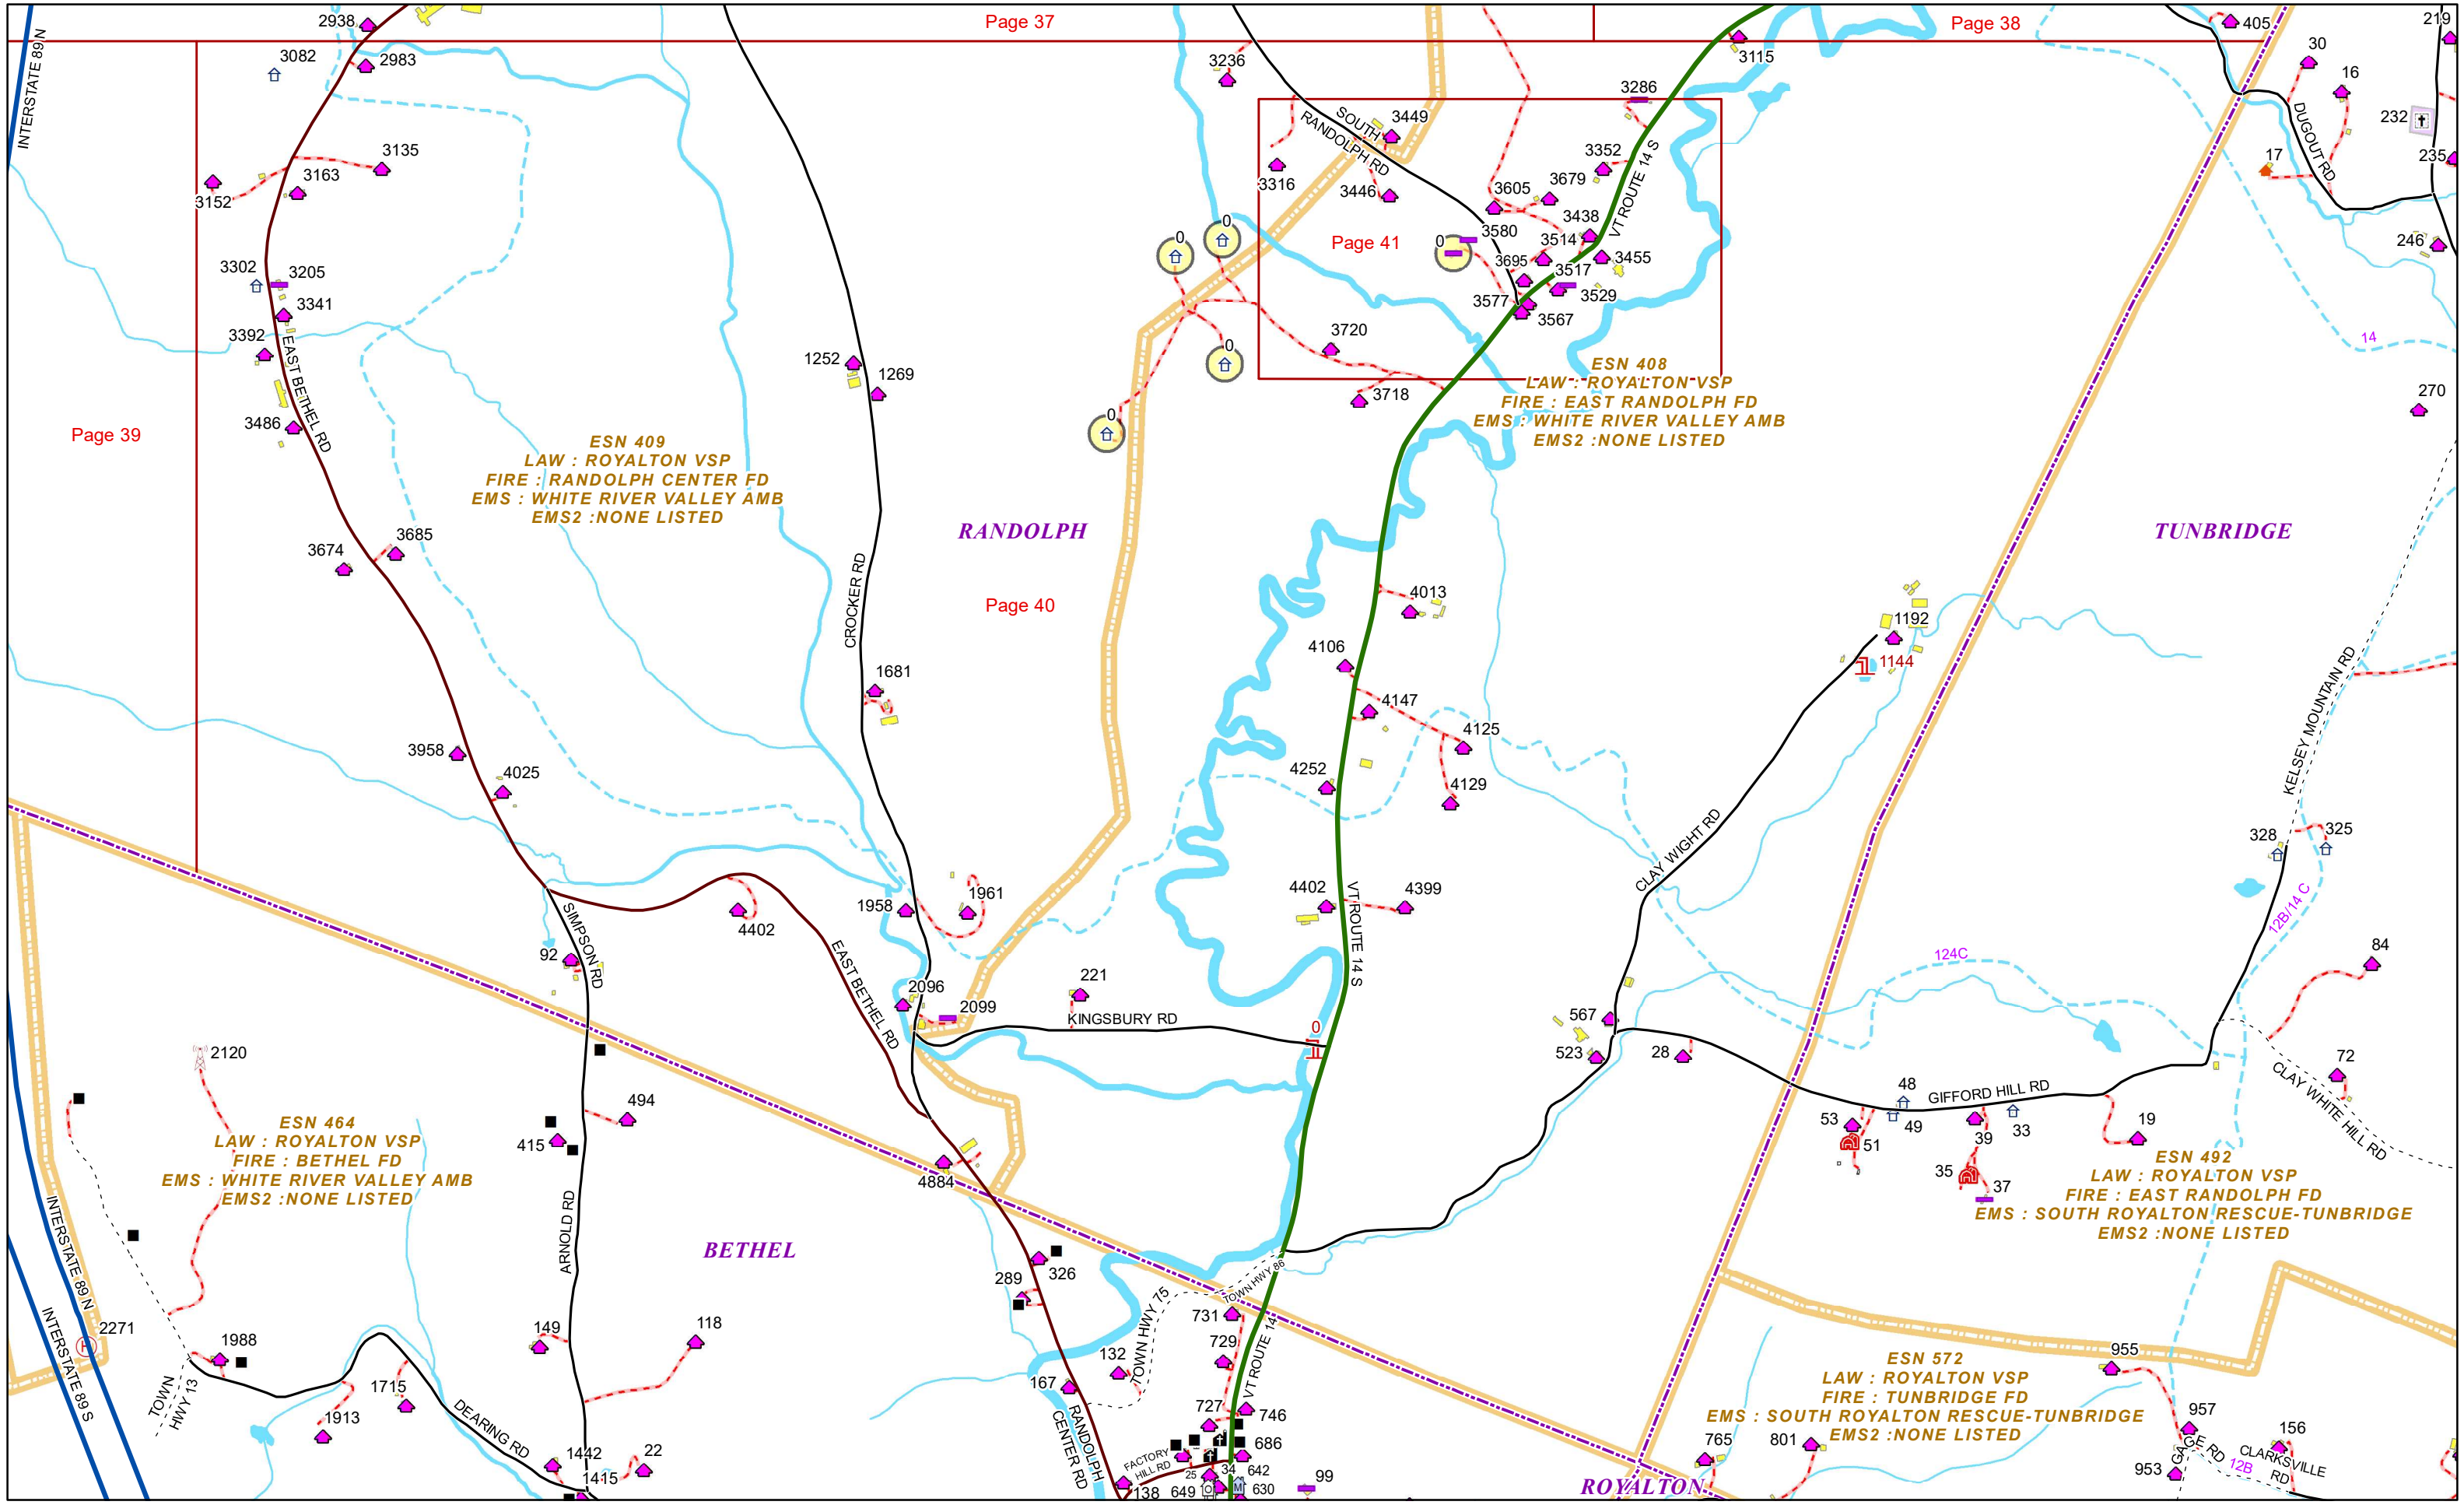 2938
Page 37
Page 38
405
219
INTERSTATE 89 N
3082
2983
3236
3115
30
16
3286
DUGOUT RD
232
SOUTH
RANDOLPH RD
3449
3135
3163
3152
3316
3446
3352
VT ROUTE 14 S
3605
3679
17
235
3438
0
0
0
Page 41
3580
3514
246
3302
3205
3695
3517
3455
3341
3577
3529
3567
3392
EAST BETHEL RD
1252
1269
0
3720
14
ESN 408
LAW : ROYALTON VSP
FIRE : EAST RANDOLPH FD
EMS : WHITE RIVER VALLEY AMB
EMS2 :NONE LISTED
3718
270
Page 39
3486
0
ESN 409
LAW : ROYALTON VSP
FIRE : RANDOLPH CENTER FD
EMS : WHITE RIVER VALLEY AMB
EMS2 :NONE LISTED
RANDOLPH
TUNBRIDGE
3674
3685
CROCKER RD
Page 40
4013
1192
1144
4106
1681
KELSEY MOUNTAIN RD
4147
4125
3958
4025
4252
4129
CLAY WIGHT RD
328
325
1958
1961
4402
VT ROUTE 14 S
4399
12B/14 C
4402
92
SIMPSON RD
EAST BETHEL RD
124C
84
2096
2099
221
KINGSBURY RD
0
567
523
28
2120
72
CLAY WHITE HILL RD
48
GIFFORD HILL RD
53
51
49
39
33
19
35
37
494
415
ESN 464
LAW : ROYALTON VSP
FIRE : BETHEL FD
EMS : WHITE RIVER VALLEY AMB
EMS2 :NONE LISTED
ESN 492
LAW : ROYALTON VSP
FIRE : EAST RANDOLPH FD
EMS : SOUTH ROYALTON RESCUE-TUNBRIDGE
EMS2 :NONE LISTED
4884
ARNOLD RD
BETHEL
INTERSTATE 89 N
INTERSTATE 89 S
326
289
TOWN HWY 86
TOWN HWY 75
731
VT ROUTE 14
2271
1988
149
118
729
132
167
955
ESN 572
LAW : ROYALTON VSP
FIRE : TUNBRIDGE FD
EMS : SOUTH ROYALTON RESCUE-TUNBRIDGE
EMS2 :NONE LISTED
TOWN
HWY 13
1715
1913
DEARING RD
RANDOLPH
CENTER RD
727
746
686
765
801
957
156
GAGE RD
CLARKSVILLE
RD
12B
953
1442
1415
22
FACTORY
HILL RD
25
34
642
138
649
630
M
99
ROYALTON